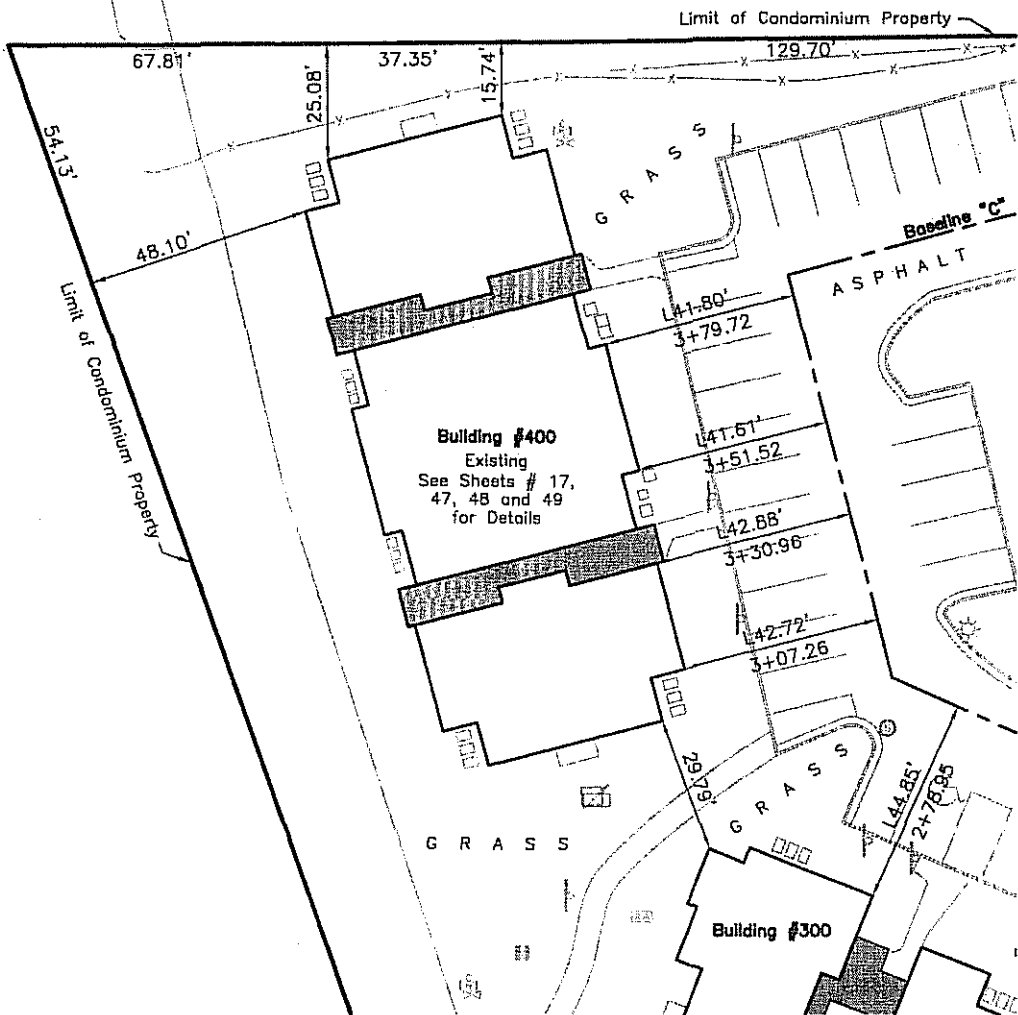 Limit of Condominium Property
67.81'
37.35'
129.70'
25.08'
15.74'
54.13'
48.10'
GRASS
Baseline "C"
ASPHALT
L41.80'
3+79.72
Limit of Condominium Property
Building #400
Existing
See Sheets # 17,
47, 48 and 49
for Details
L41.61'
3+51.52
L42.88'
3+30.96
L42.72'
3+07.26
29.79'
GRASS
L44.85'
2+78.95
GRASS
Building #300